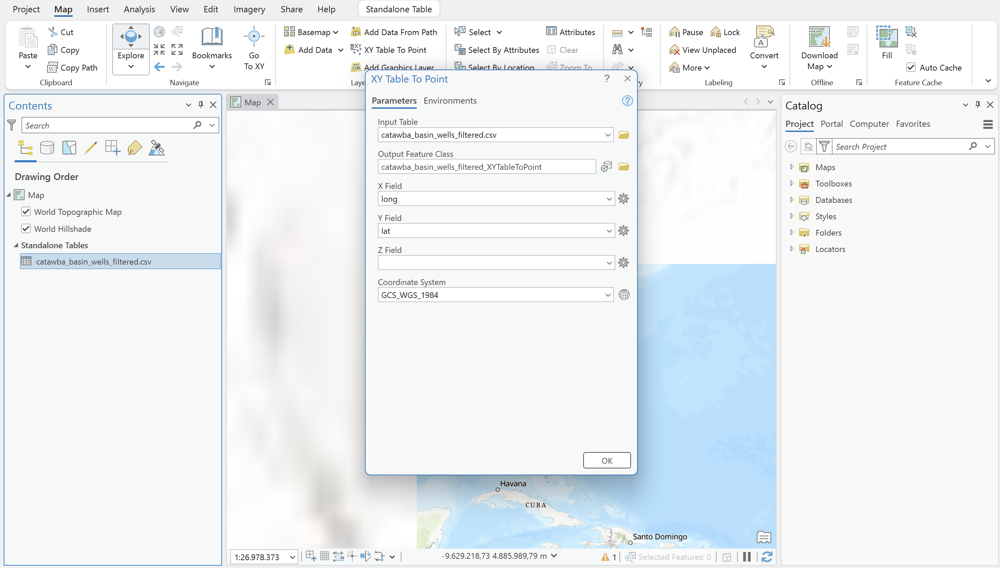 Project Map Insert Analysis View Edit Imagery Share Help Standalone Table
Paste
Cut
Copy
Copy Path
Clipboard
Explore
Bookmarks
Go
To XY
Navigate
Basemap
Add Data
Add Data From Path
XY Table To Point
Add Graphics Layer
Laye
Select
Select By Attributes
Select By Location
Attributes
Clear
Zoom To
ry
Pause
Lock
View Unplaced
More
Convert
Labeling
Download
Map
Offline
Fill
Auto Cache
Feature Cache
Contents
Search
Drawing Order
Map
World Topographic Map
World Hillshade
Standalone Tables
catawba_basin_wells_filtered.csv
Map
XY Table To Point
Parameters Environments
Input Table
catawba_basin_wells_filtered.csv
Output Feature Class
catawba_basin_wells_filtered_XYTableToPoint
X Field
long
Y Field
lat
Z Field
Coordinate System
GCS_WGS_1984
OK
Havana
CUBA
Santo Domingo
1:26.978.373
-9.629.218,73 4.885.989,79 m
1
Selected Features: 0
Catalog
Project Portal Computer Favorites
Search Project
Maps
Toolboxes
Databases
Styles
Folders
Locators